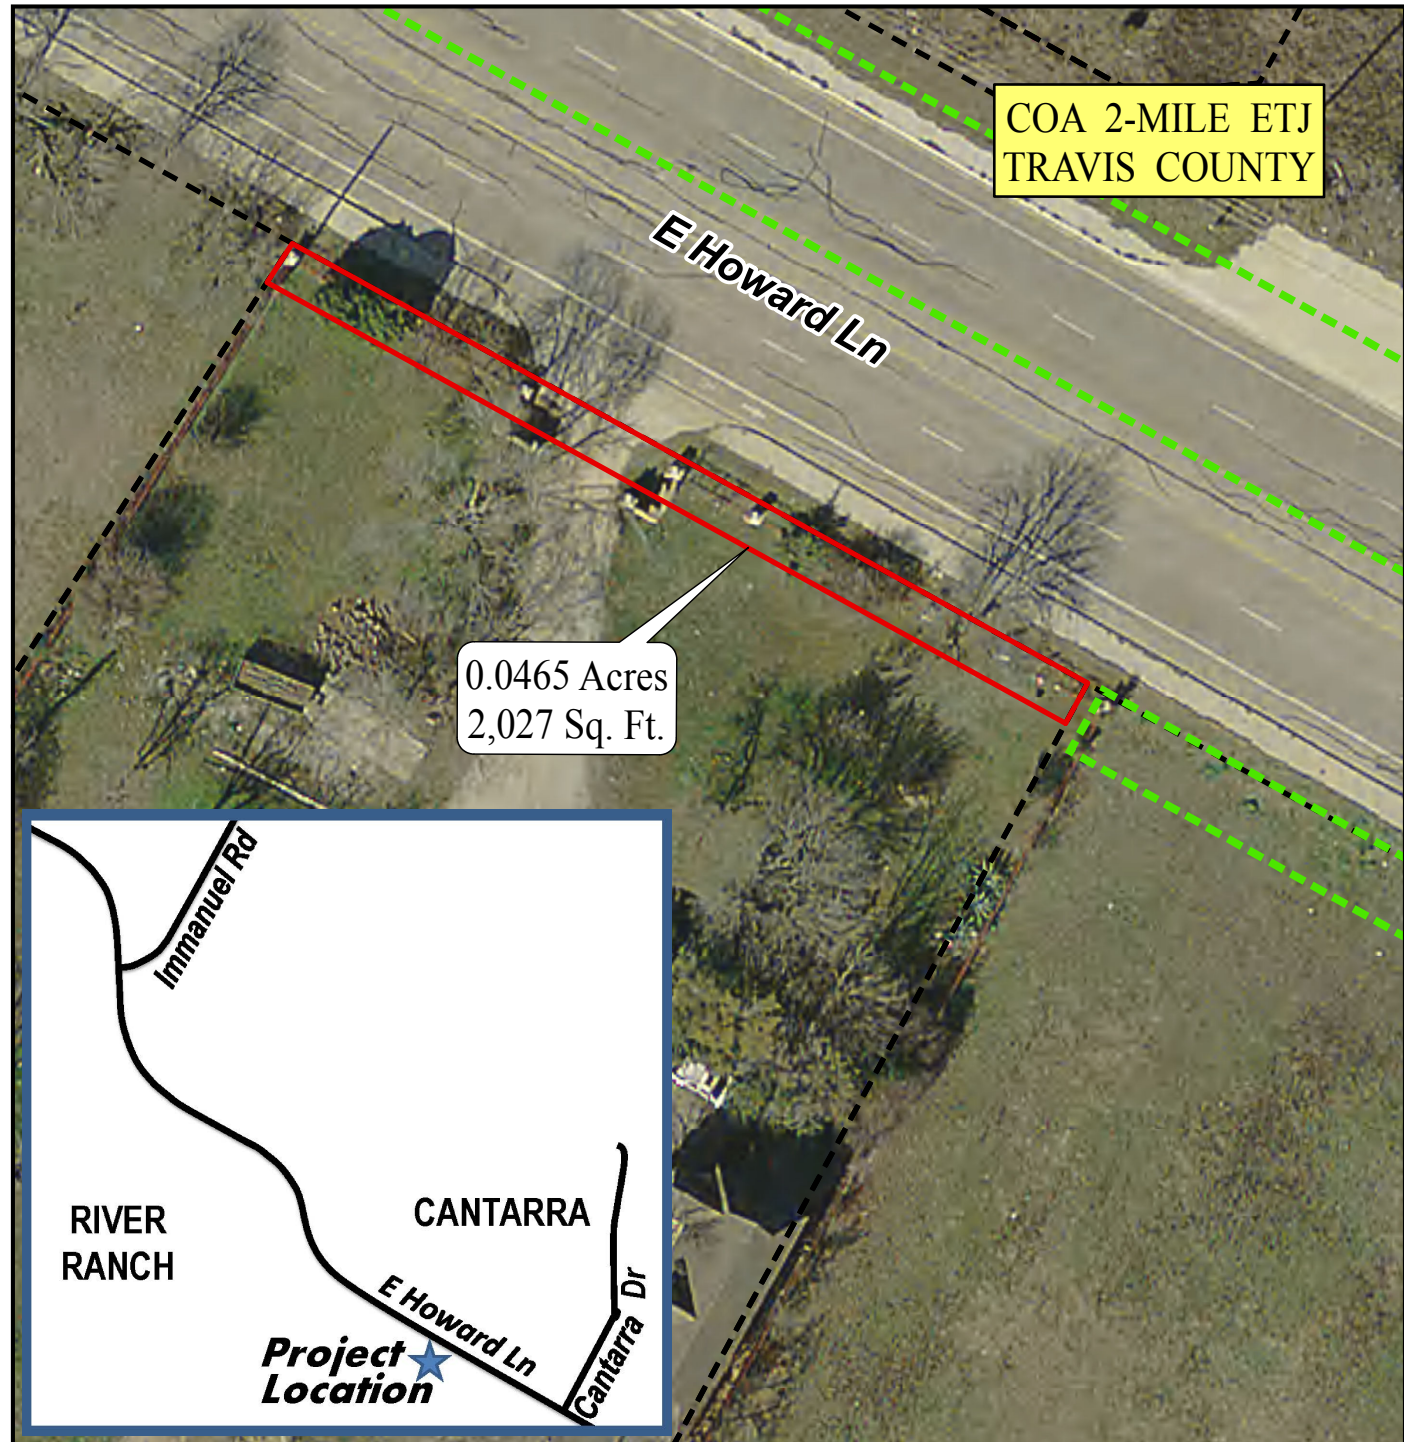 COA 2-MILE ETJ
TRAVIS COUNTY
E Howard Ln
0.0465 Acres
2,027 Sq. Ft.
Immanuel Rd
RIVER
RANCH
CANTARRA
E Howard Ln
Cantarra Dr
Project
Location